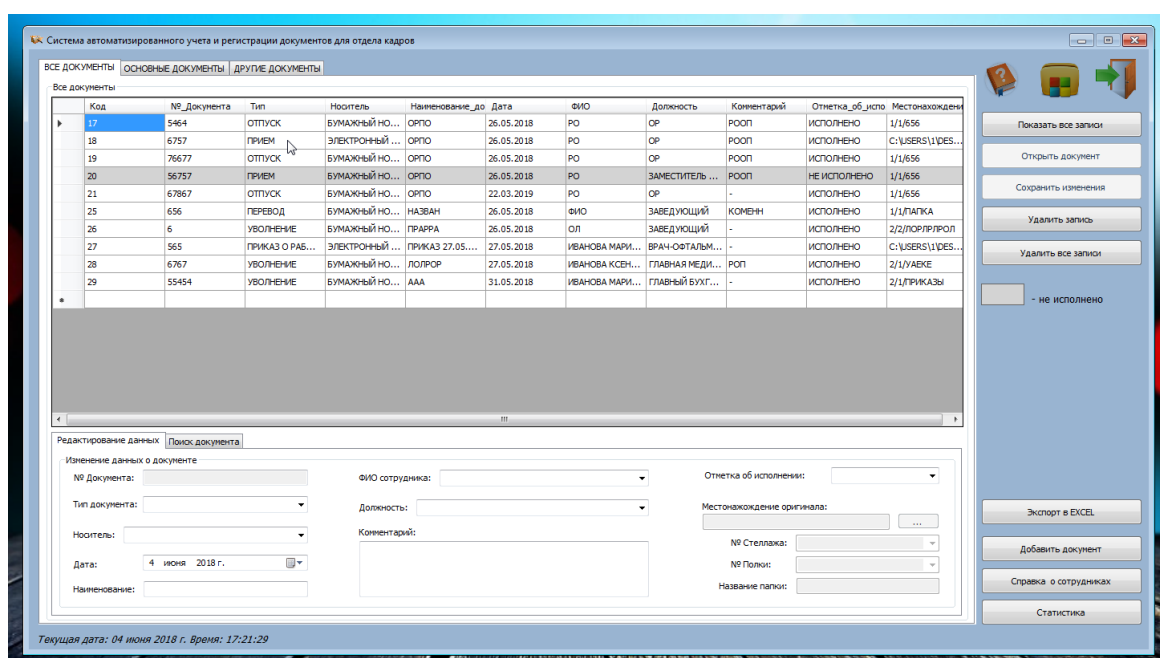 Система автоматизированного учета и регистрации документов для отдела кадров
ВСЕ ДОКУМЕНТЫ ОСНОВНЫЕ ДОКУМЕНТЫ ДРУГИЕ ДОКУМЕНТЫ
Все документы
Код №_Документа Тип Носитель Наименование_до Дата ФИО Должность Комментарий Отметка_об_испо Местонахождени
17 5464 ОТПУСК БУМАЖНЫЙ НО... ОРПО 26.05.2018 РО ОР РООП ИСПОЛНЕНО 1/1/656
18 6757 ПРИЕМ ЭЛЕКТРОННЫЙ ... ОРПО 26.05.2018 РО ОР РООП ИСПОЛНЕНО C:\USERS\1\DES...
19 76677 ОТПУСК БУМАЖНЫЙ НО... ОРПО 26.05.2018 РО ОР РООП ИСПОЛНЕНО 1/1/656
20 56757 ПРИЕМ БУМАЖНЫЙ НО... ОРПО 26.05.2018 РО ЗАМЕСТИТЕЛЬ ... РООП НЕ ИСПОЛНЕНО 1/1/656
21 67867 ОТПУСК БУМАЖНЫЙ НО... ОРПО 22.03.2019 РО ОР - ИСПОЛНЕНО 1/1/656
25 656 ПЕРЕВОД БУМАЖНЫЙ НО... НАЗВАН 26.05.2018 ФИО ЗАВЕДУЮЩИЙ КОМЕНН ИСПОЛНЕНО 1/1/ПАПКА
26 6 УВОЛНЕНИЕ БУМАЖНЫЙ НО... ПРАРРА 26.05.2018 ОЛ ЗАВЕДУЮЩИЙ - ИСПОЛНЕНО 2/2/ЛОРЛРЛРОЛ
27 565 ПРИКАЗ О РАБ... ЭЛЕКТРОННЫЙ ... ПРИКАЗ 27.05.... 27.05.2018 ИВАНОВА МАРИ... ВРАЧ-ОФТАЛЬМ... - ИСПОЛНЕНО C:\USERS\1\DES...
28 6767 УВОЛНЕНИЕ БУМАЖНЫЙ НО... ЛОЛРОР 27.05.2018 ИВАНОВА КСЕН... ГЛАВНАЯ МЕДИ... РОП ИСПОЛНЕНО 2/1/УАЕКЕ
29 55454 УВОЛНЕНИЕ БУМАЖНЫЙ НО... ААА 31.05.2018 ИВАНОВА МАРИ... ГЛАВНЫЙ БУХГ... - ИСПОЛНЕНО 2/1/ПРИКАЗЫ
Показать все записи
Открыть документ
Сохранить изменения
Удалить запись
Удалить все записи
- не исполнено
Редактирование данных Поиск документа
Изменение данных о документе
№ Документа: ФИО сотрудника: Отметка об исполнении:
Тип документа: Должность: Местонахождение оригинала:
...
Носитель: Комментарий: № Стеллажа:
Дата: 4 июня 2018 г. № Полки:
Наименование: Название папки:
Экспорт в EXCEL
Добавить документ
Справка о сотрудниках
Статистика
Текущая дата: 04 июня 2018 г. Время: 17:21:29